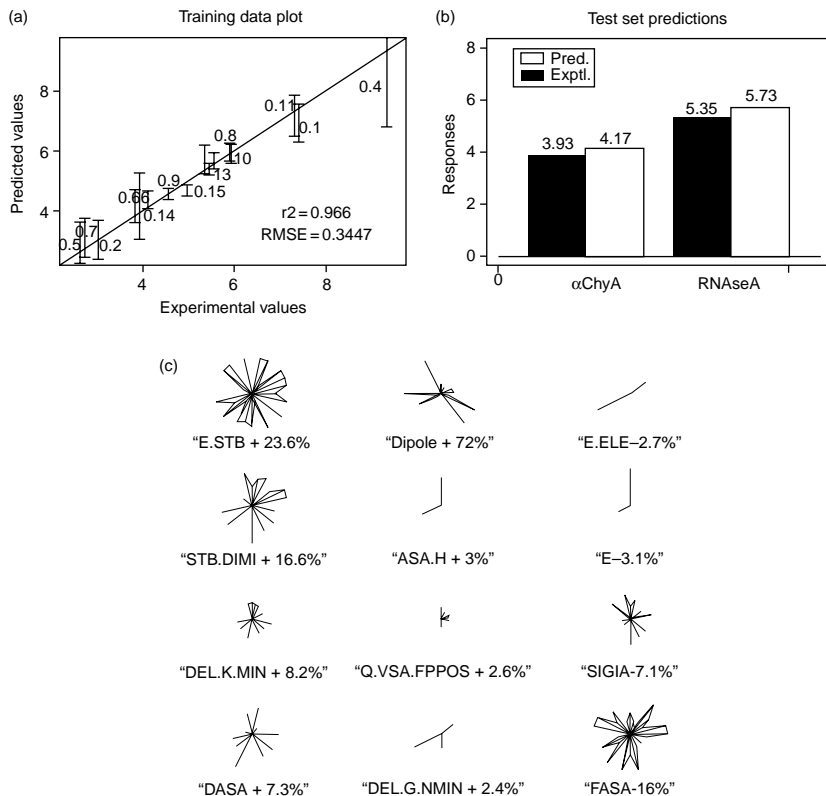 (a)
Training data plot
Predicted values
8
6
4
0.4
0.11
0.1
0.8
10
13
0.9
0.15
0.66
0.14
0.7
0.5
0.2
r2=0.966
RMSE=0.3447
4
6
8
Experimental values
(b)
Test set predictions
Responses
8
6
4
2
0
Pred.
Exptl.
3.93
4.17
5.35
5.73
0
αChyA
RNAseA
(c)
“E.STB + 23.6%
“Dipole + 72%”
“E.ELE–2.7%”
“STB.DIMI + 16.6%”
“ASA.H + 3%”
“E–3.1%”
“DEL.K.MIN + 8.2%”
“Q.VSA.FPPOS + 2.6%”
“SIGIA-7.1%”
“DASA + 7.3%”
“DEL.G.NMIN + 2.4%”
“FASA-16%”